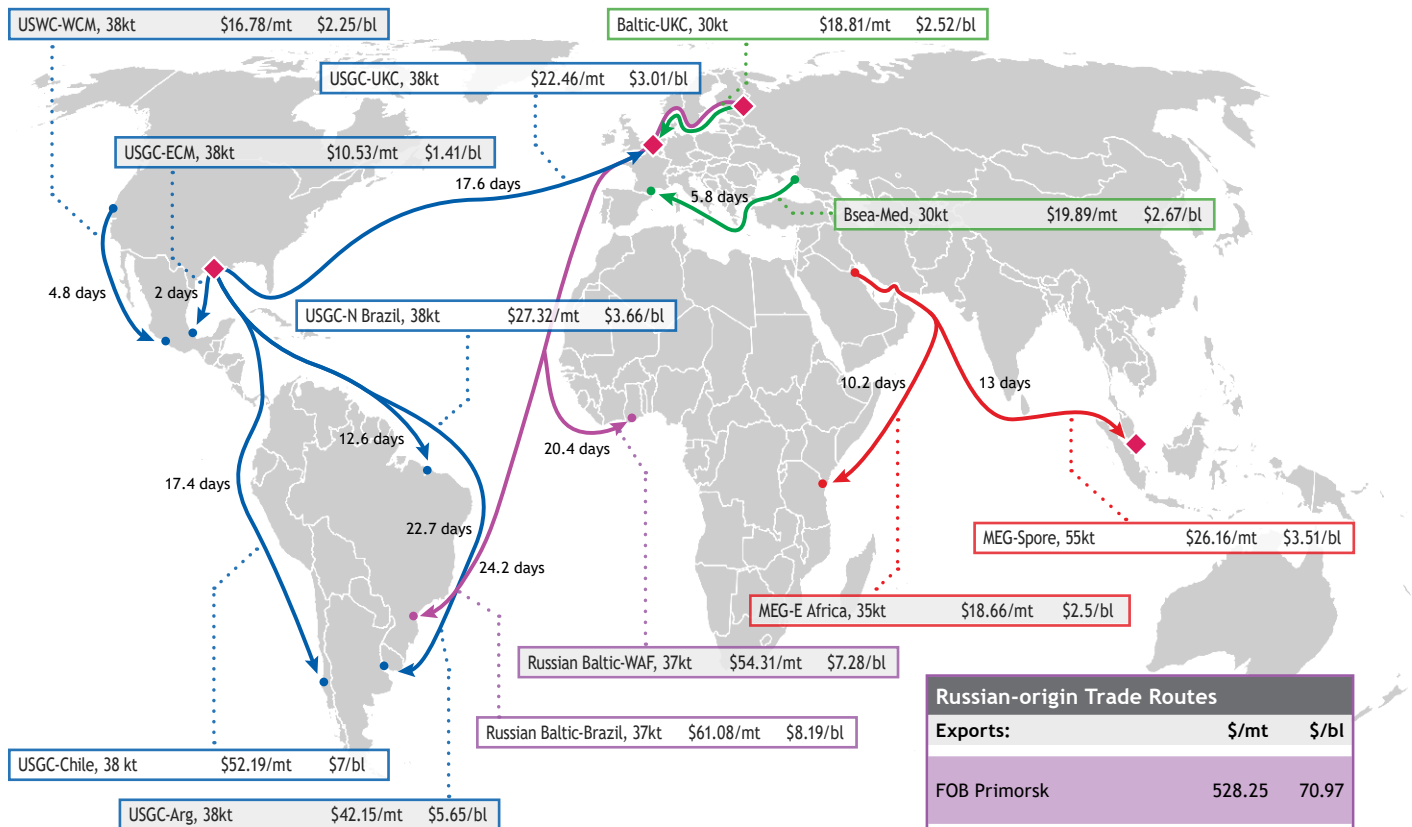 USWC-WCM, 38kt $16.78/mt $2.25/bl
Baltic-UKC, 30kt $18.81/mt $2.52/bl
USGC-UKC, 38kt $22.46/mt $3.01/bl
USGC-ECM, 38kt $10.53/mt $1.41/bl
17.6 days
5.8 days
Bsea-Med, 30kt $19.89/mt $2.67/bl
4.8 days
2 days
USGC-N Brazil, 38kt $27.32/mt $3.66/bl
10.2 days
13 days
12.6 days
20.4 days
17.4 days
22.7 days
24.2 days
MEG-Spore, 55kt $26.16/mt $3.51/bl
MEG-E Africa, 35kt $18.66/mt $2.5/bl
Russian Baltic-WAF, 37kt $54.31/mt $7.28/bl
Russian Baltic-Brazil, 37kt $61.08/mt $8.19/bl
USGC-Chile, 38 kt $52.19/mt $7/bl
USGC-Arg, 38kt $42.15/mt $5.65/bl
Russian-origin Trade Routes
Exports: $/mt $/bl
FOB Primorsk 528.25 70.97